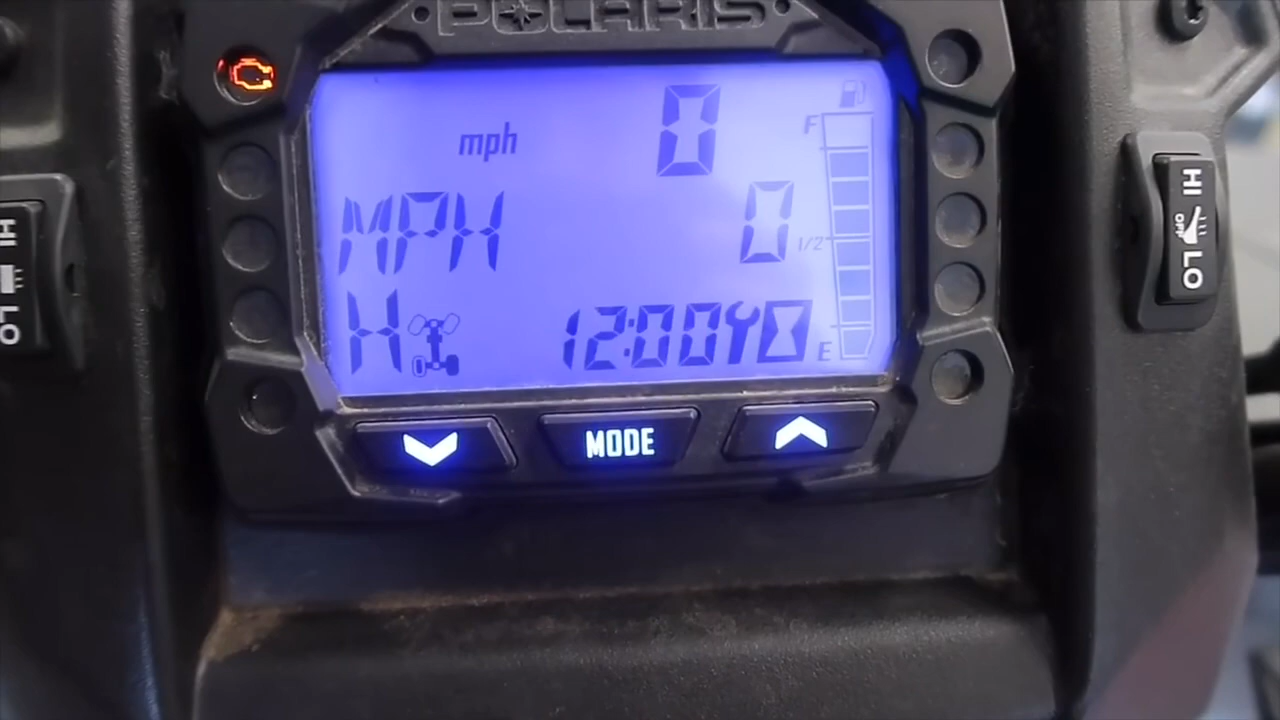 POLARIS
mph 0
F
MPH 0
1/2
H 12:00
E
MODE
HI
LO
HI
OFF
LO